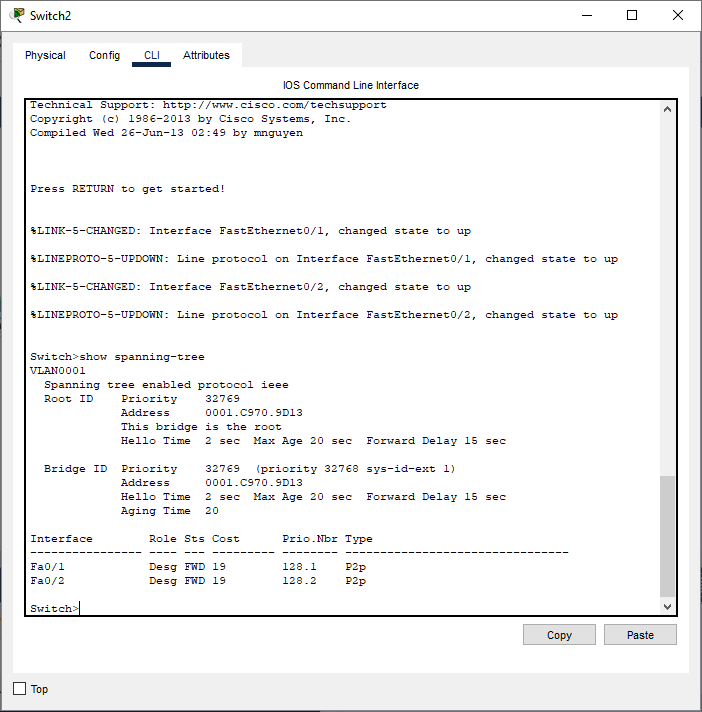 Switch2
Physical Config CLI Attributes
IOS Command Line Interface
Technical Support: http://www.cisco.com/techsupport
Copyright (c) 1986-2013 by Cisco Systems, Inc.
Compiled Wed 26-Jun-13 02:49 by mnguyen
Press RETURN to get started!
%LINK-5-CHANGED: Interface FastEthernet0/1, changed state to up
%LINEPROTO-5-UPDOWN: Line protocol on Interface FastEthernet0/1, changed state to up
%LINK-5-CHANGED: Interface FastEthernet0/2, changed state to up
%LINEPROTO-5-UPDOWN: Line protocol on Interface FastEthernet0/2, changed state to up
Switch>show spanning-tree
VLAN0001
  Spanning tree enabled protocol ieee
  Root ID    Priority    32769
             Address     0001.C970.9D13
             This bridge is the root
             Hello Time  2 sec  Max Age 20 sec  Forward Delay 15 sec
  Bridge ID  Priority    32769  (priority 32768 sys-id-ext 1)
             Address     0001.C970.9D13
             Hello Time  2 sec  Max Age 20 sec  Forward Delay 15 sec
             Aging Time  20
Interface        Role Sts Cost      Prio.Nbr Type
---------------- ---- --- --------- -------- --------------------------------
Fa0/1            Desg FWD 19        128.1    P2p
Fa0/2            Desg FWD 19        128.2    P2p
Switch>
Copy Paste
Top